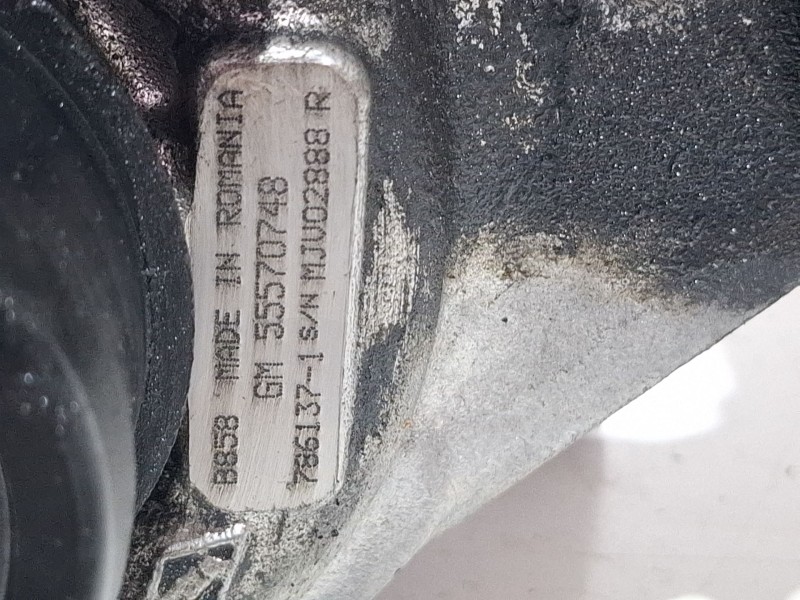 B858 MADE IN ROMANIA
GM 55570748
786137-1 S/N MJU02888 R